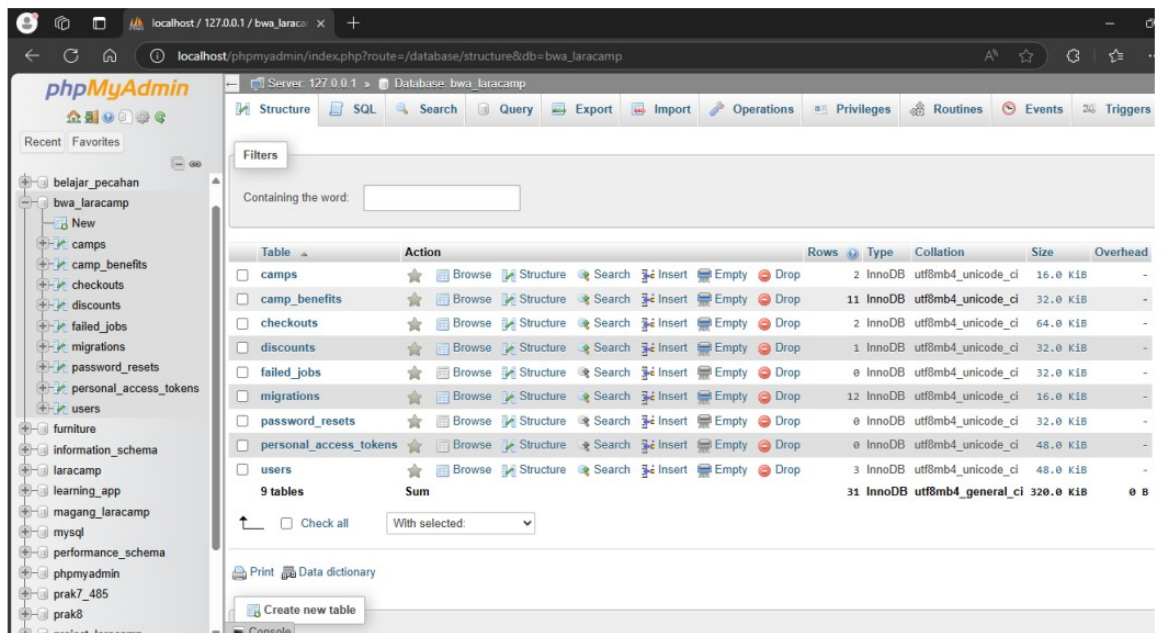 localhost / 127.0.0.1 / bwa_laraca
localhost/phpmyadmin/index.php?route=/database/structure&db=bwa_laracamp
phpMyAdmin
Recent Favorites
belajar_pecahan
bwa_laracamp
New
camps
camp_benefits
checkouts
discounts
failed_jobs
migrations
password_resets
personal_access_tokens
users
furniture
information_schema
laracamp
learning_app
magang_laracamp
mysql
performance_schema
phpmyadmin
prak7_485
prak8
Server: 127.0.0.1 » Database: bwa_laracamp
Structure SQL Search Query Export Import Operations Privileges Routines Events Triggers
Filters
Containing the word:
Table Action Rows Type Collation Size Overhead
camps Browse Structure Search Insert Empty Drop 2 InnoDB utf8mb4_unicode_ci 16.0 KiB -
camp_benefits Browse Structure Search Insert Empty Drop 11 InnoDB utf8mb4_unicode_ci 32.0 KiB -
checkouts Browse Structure Search Insert Empty Drop 2 InnoDB utf8mb4_unicode_ci 64.0 KiB -
discounts Browse Structure Search Insert Empty Drop 1 InnoDB utf8mb4_unicode_ci 32.0 KiB -
failed_jobs Browse Structure Search Insert Empty Drop 0 InnoDB utf8mb4_unicode_ci 32.0 KiB -
migrations Browse Structure Search Insert Empty Drop 12 InnoDB utf8mb4_unicode_ci 16.0 KiB -
password_resets Browse Structure Search Insert Empty Drop 0 InnoDB utf8mb4_unicode_ci 32.0 KiB -
personal_access_tokens Browse Structure Search Insert Empty Drop 0 InnoDB utf8mb4_unicode_ci 48.0 KiB -
users Browse Structure Search Insert Empty Drop 3 InnoDB utf8mb4_unicode_ci 48.0 KiB -
9 tables Sum 31 InnoDB utf8mb4_general_ci 320.0 KiB 0 B
Check all With selected:
Print Data dictionary
Create new table
Console